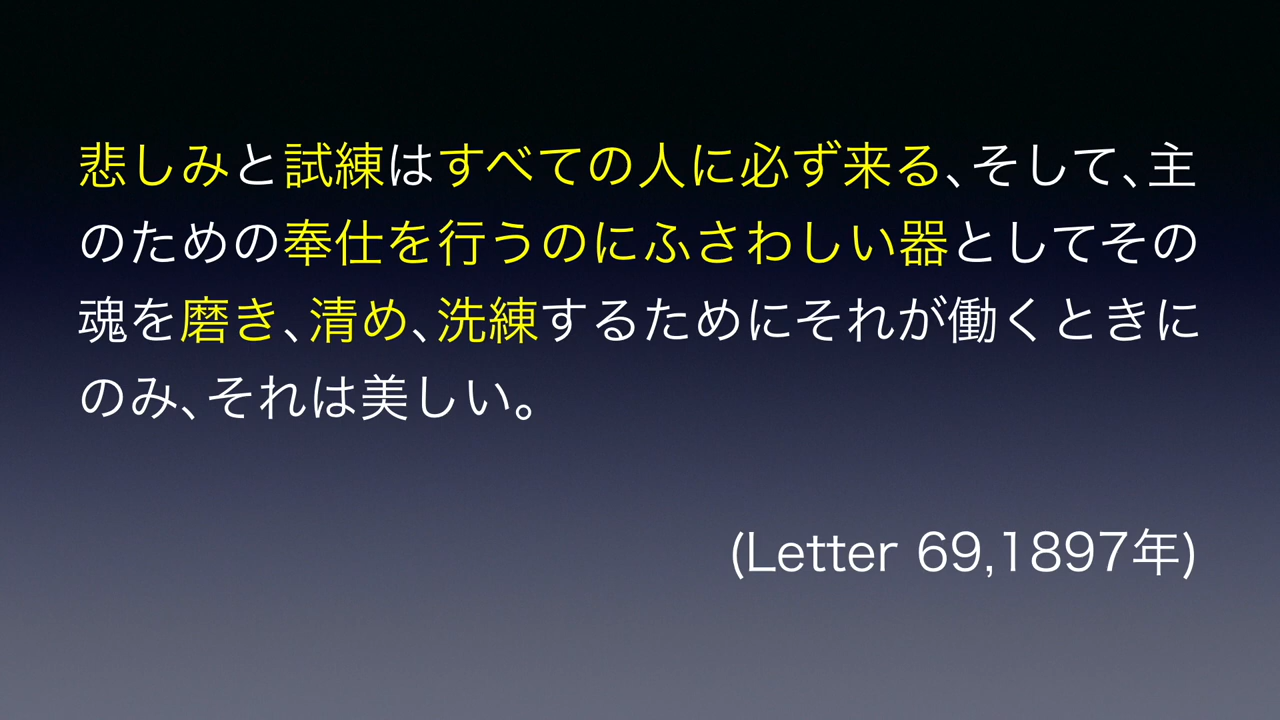 悲しみと試練はすべての人に必ず来る、そして、主
のための奉仕を行うのにふさわしい器としてその
魂を磨き、清め、洗練するためにそれが働くときに
のみ、それは美しい。
(Letter 69,1897年)